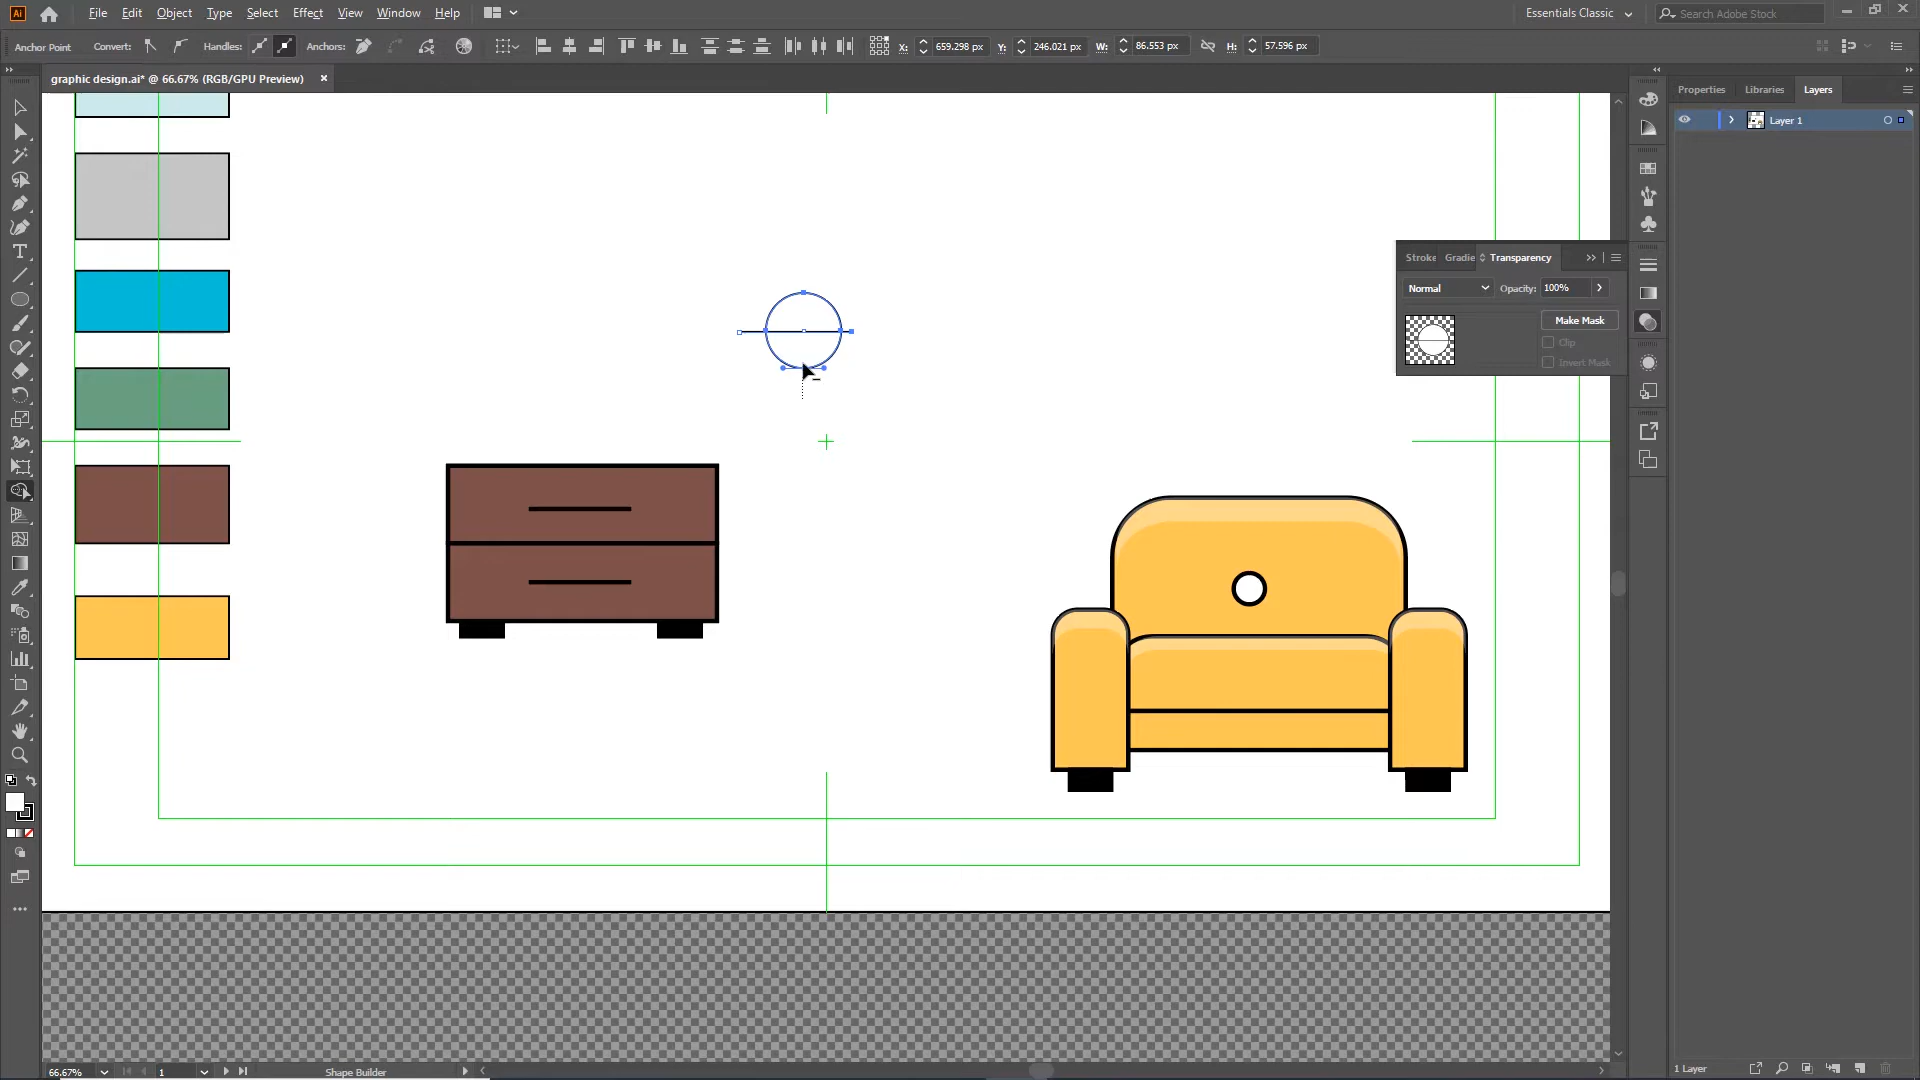 Ai File Edit Object Type Select Effect View Window Help Essentials Classic Search Adobe Stock
Anchor Point Convert: Handles: Anchors: X: 659.298 px Y: 246.021 px W: 86.553 px H: 57.596 px
graphic design.ai* @ 66.67% (RGB/GPU Preview) ×
Properties Libraries Layers
Layer 1
Stroke Gradie Transparency
Normal Opacity: 100%
Make Mask
Clip
Invert Mask
66.67% 1 Shape Builder 1 Layer